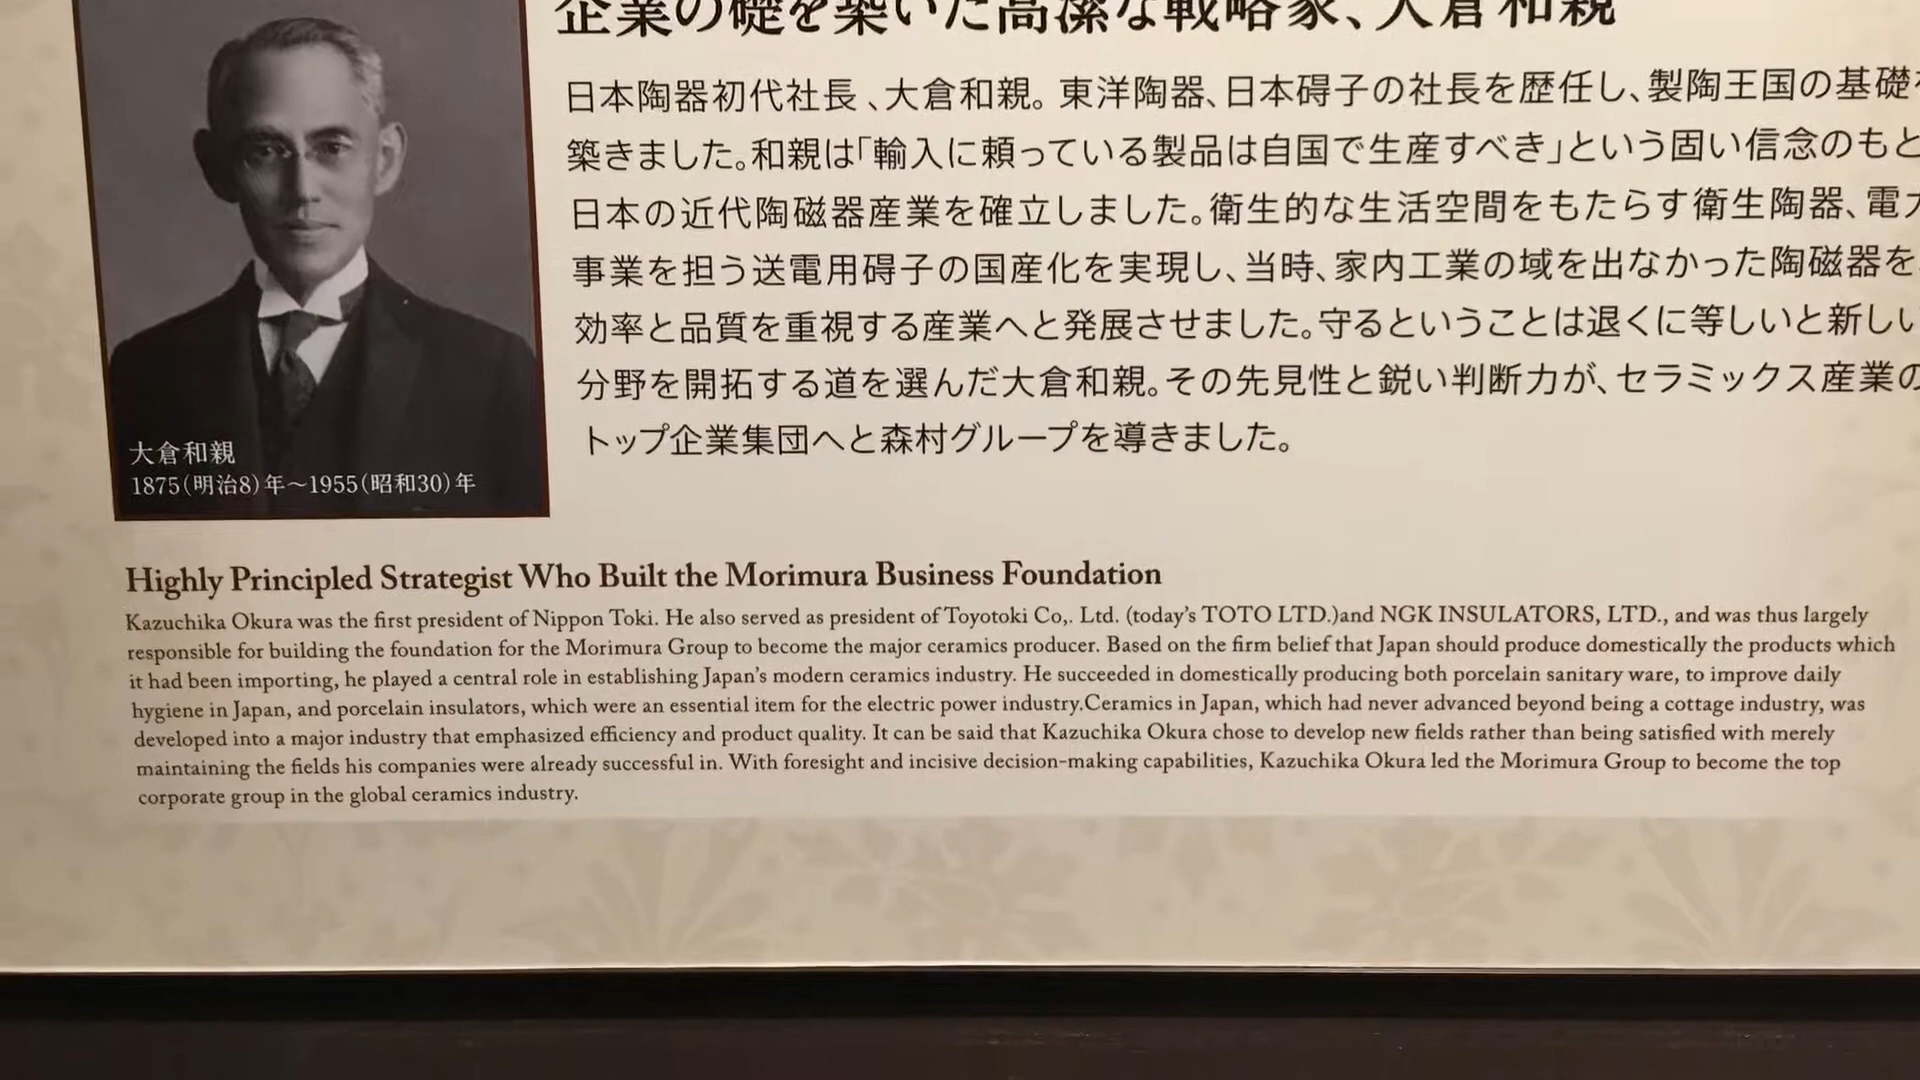 企業の礎を築いた高潔な戦略家、大倉和親
日本陶器初代社長、大倉和親。東洋陶器、日本碍子の社長を歴任し、製陶王国の基礎
築きました。和親は「輸入に頼っている製品は自国で生産すべき」という固い信念のもと
日本の近代陶磁器産業を確立しました。衛生的な生活空間をもたらす衛生陶器、電力
事業を担う送電用碍子の国産化を実現し、当時、家内工業の域を出なかった陶磁器を
効率と品質を重視する産業へと発展させました。守るということは退くに等しいと新しい
分野を開拓する道を選んだ大倉和親。その先見性と鋭い判断力が、セラミックス産業の
トップ企業集団へと森村グループを導きました。
大倉和親
1875(明治8)年〜1955(昭和30)年
Highly Principled Strategist Who Built the Morimura Business Foundation
Kazuchika Okura was the first president of Nippon Toki. He also served as president of Toyotoki Co,. Ltd. (today's TOTO LTD.)and NGK INSULATORS, LTD., and was thus largely
responsible for building the foundation for the Morimura Group to become the major ceramics producer. Based on the firm belief that Japan should produce domestically the products which
it had been importing, he played a central role in establishing Japan's modern ceramics industry. He succeeded in domestically producing both porcelain sanitary ware, to improve daily
hygiene in Japan, and porcelain insulators, which were an essential item for the electric power industry.Ceramics in Japan, which had never advanced beyond being a cottage industry, was
developed into a major industry that emphasized efficiency and product quality. It can be said that Kazuchika Okura chose to develop new fields rather than being satisfied with merely
maintaining the fields his companies were already successful in. With foresight and incisive decision-making capabilities, Kazuchika Okura led the Morimura Group to become the top
corporate group in the global ceramics industry.